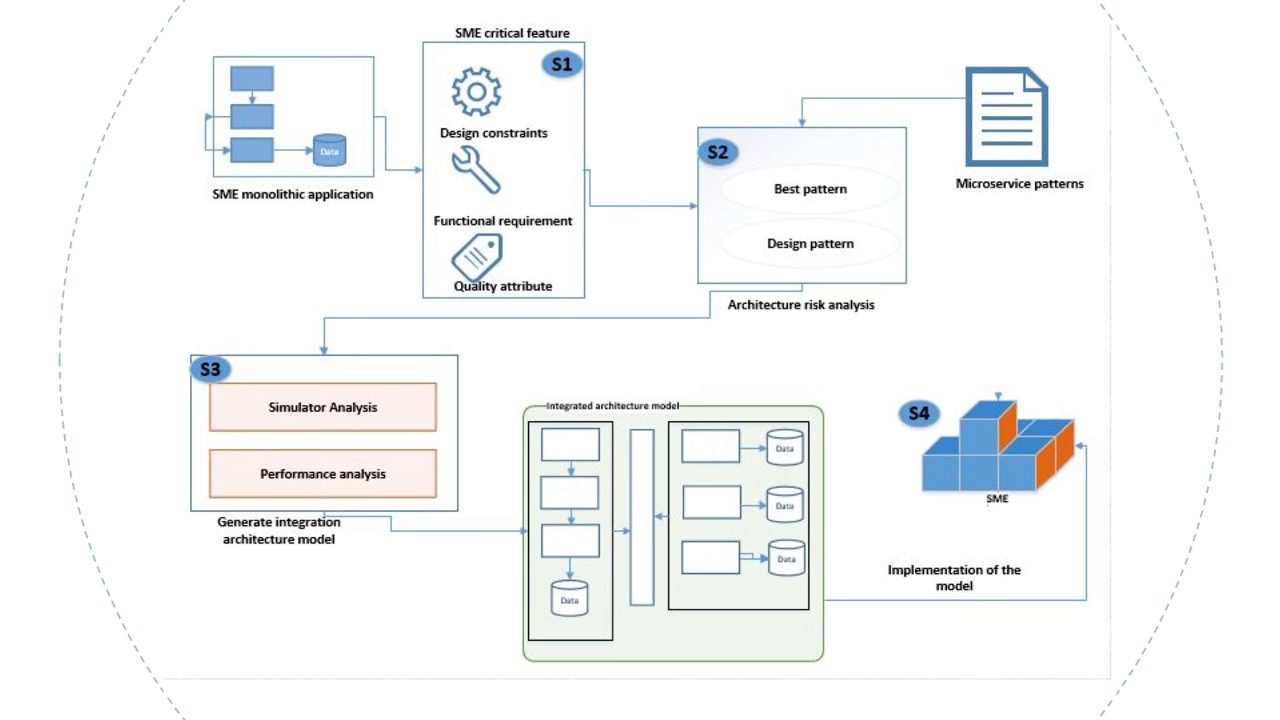 SME critical feature
S1
Data
SME monolithic application
Design constraints
Functional requirement
Quality attribute
S2
Best pattern
Design pattern
Architecture risk analysis
Microservice patterns
S3
Simulator Analysis
Performance analysis
Generate integration
architecture model
Integrated architecture model
Data
Data
Data
Data
S4
SME
Implementation of the
model